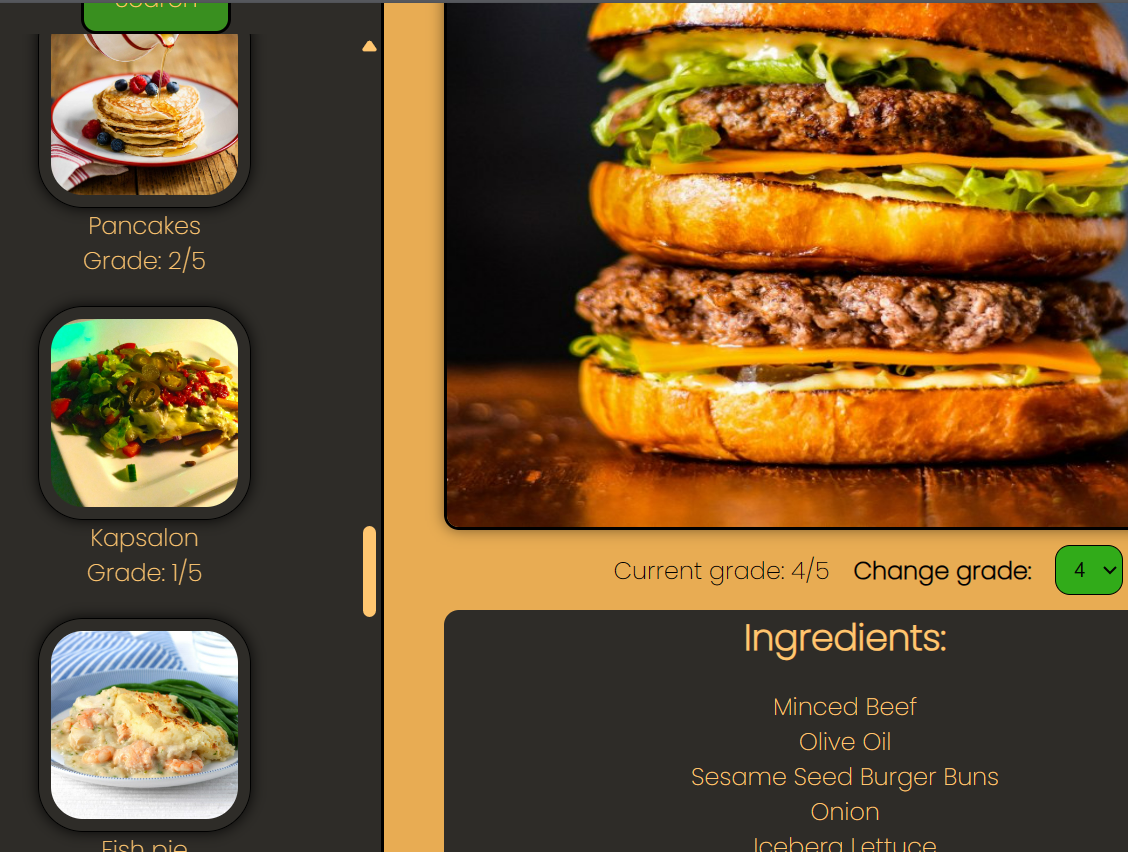 Search
Pancakes
Grade: 2/5
Kapsalon
Grade: 1/5
Fish pie
Current grade: 4/5 Change grade: 4
Ingredients:
Minced Beef
Olive Oil
Sesame Seed Burger Buns
Onion
Iceberg Lettuce